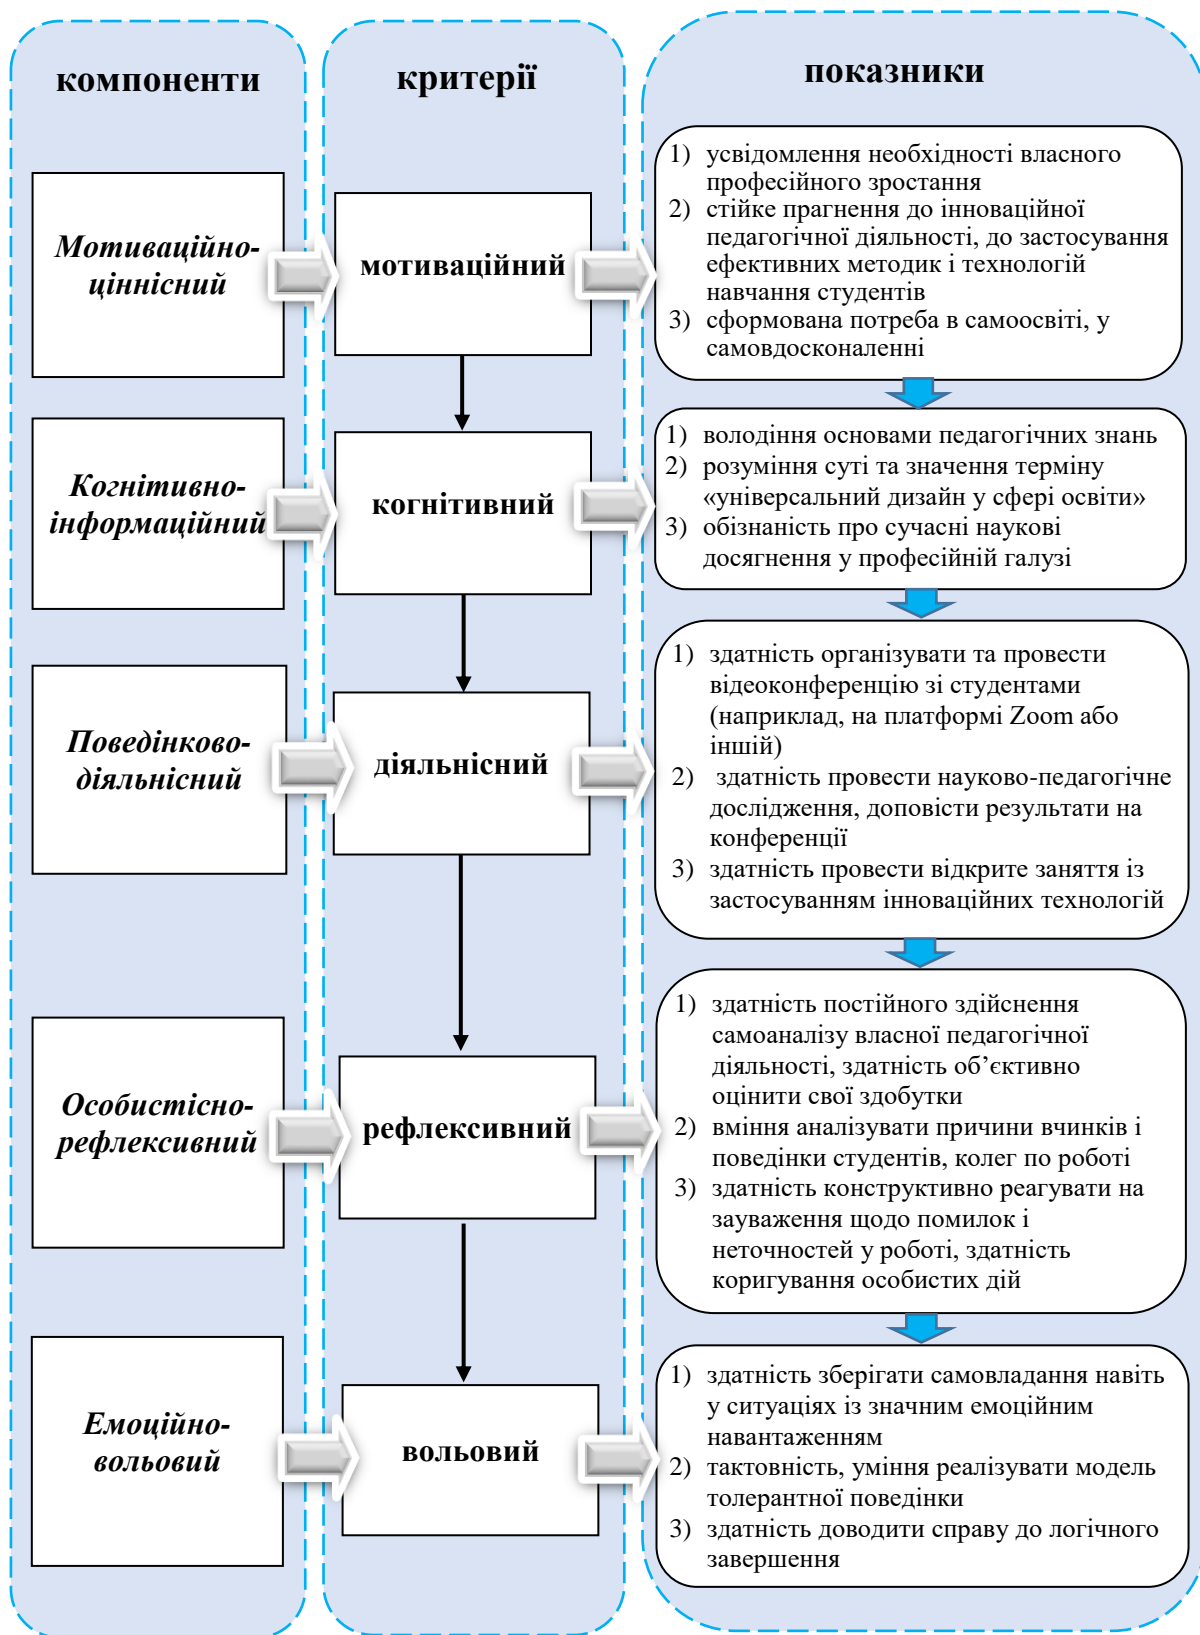 компоненти
критерії
показники
Мотиваційно-
ціннісний
мотиваційний
1) усвідомлення необхідності власного
професійного зростання
2) стійке прагнення до інноваційної
педагогічної діяльності, до застосування
ефективних методик і технологій
навчання студентів
3) сформована потреба в самоосвіті, у
самовдосконаленні
Когнітивно-
інформаційний
когнітивний
1) володіння основами педагогічних знань
2) розуміння суті та значення терміну
«універсальний дизайн у сфері освіти»
3) обізнаність про сучасні наукові
досягнення у професійній галузі
Поведінково-
діяльнісний
діяльнісний
1) здатність організувати та провести
відеоконференцію зі студентами
(наприклад, на платформі Zoom або
іншій)
2) здатність провести науково-педагогічне
дослідження, доповісти результати на
конференції
3) здатність провести відкрите заняття із
застосуванням інноваційних технологій
Особистісно-
рефлексивний
рефлексивний
1) здатність постійного здійснення
самоаналізу власної педагогічної
діяльності, здатність об’єктивно
оцінити свої здобутки
2) вміння аналізувати причини вчинків і
поведінки студентів, колег по роботі
3) здатність конструктивно реагувати на
зауваження щодо помилок і
неточностей у роботі, здатність
коригування особистих дій
Емоційно-
вольовий
вольовий
1) здатність зберігати самовладання навіть
у ситуаціях із значним емоційним
навантаженням
2) тактовність, уміння реалізувати модель
толерантної поведінки
3) здатність доводити справу до логічного
завершення